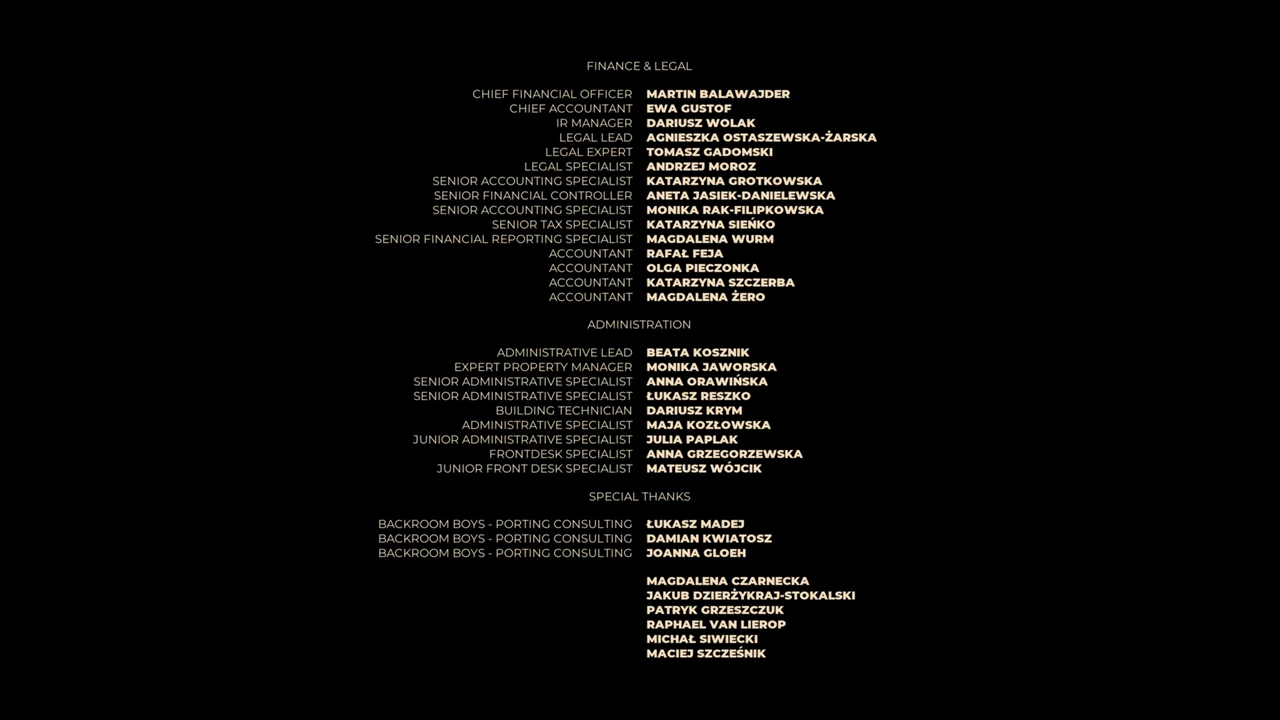 FINANCE & LEGAL
CHIEF FINANCIAL OFFICER MARTIN BALAWAJDER
CHIEF ACCOUNTANT EWA GUSTOF
IR MANAGER DARIUSZ WOLAK
LEGAL LEAD AGNIESZKA OSTASZEWSKA-ŻARSKA
LEGAL EXPERT TOMASZ GADOMSKI
LEGAL SPECIALIST ANDRZEJ MOROZ
SENIOR ACCOUNTING SPECIALIST KATARZYNA GROTKOWSKA
SENIOR FINANCIAL CONTROLLER ANETA JASIEK-DANIELEWSKA
SENIOR ACCOUNTING SPECIALIST MONIKA RAK-FILIPKOWSKA
SENIOR TAX SPECIALIST KATARZYNA SIEŃKO
SENIOR FINANCIAL REPORTING SPECIALIST MAGDALENA WURM
ACCOUNTANT RAFAŁ FEJA
ACCOUNTANT OLGA PIECZONKA
ACCOUNTANT KATARZYNA SZCZERBA
ACCOUNTANT MAGDALENA ŻERO
ADMINISTRATION
ADMINISTRATIVE LEAD BEATA KOSZNIK
EXPERT PROPERTY MANAGER MONIKA JAWORSKA
SENIOR ADMINISTRATIVE SPECIALIST ANNA ORAWIŃSKA
SENIOR ADMINISTRATIVE SPECIALIST ŁUKASZ RESZKO
BUILDING TECHNICIAN DARIUSZ KRYM
ADMINISTRATIVE SPECIALIST MAJA KOZŁOWSKA
JUNIOR ADMINISTRATIVE SPECIALIST JULIA PAPLAK
FRONTDESK SPECIALIST ANNA GRZEGORZEWSKA
JUNIOR FRONT DESK SPECIALIST MATEUSZ WÓJCIK
SPECIAL THANKS
BACKROOM BOYS - PORTING CONSULTING ŁUKASZ MADEJ
BACKROOM BOYS - PORTING CONSULTING DAMIAN KWIATOSZ
BACKROOM BOYS - PORTING CONSULTING JOANNA GLOEH
MAGDALENA CZARNECKA
JAKUB DZIERŻYKRAJ-STOKALSKI
PATRYK GRZESZCZUK
RAPHAEL VAN LIEROP
MICHAŁ SIWIECKI
MACIEJ SZCZEŚNIK